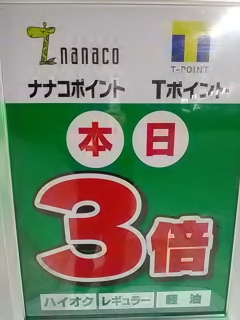 nanaco T-POINT
ナナコポイント Tポイント
本日
3倍
ハイオク レギュラー 軽油